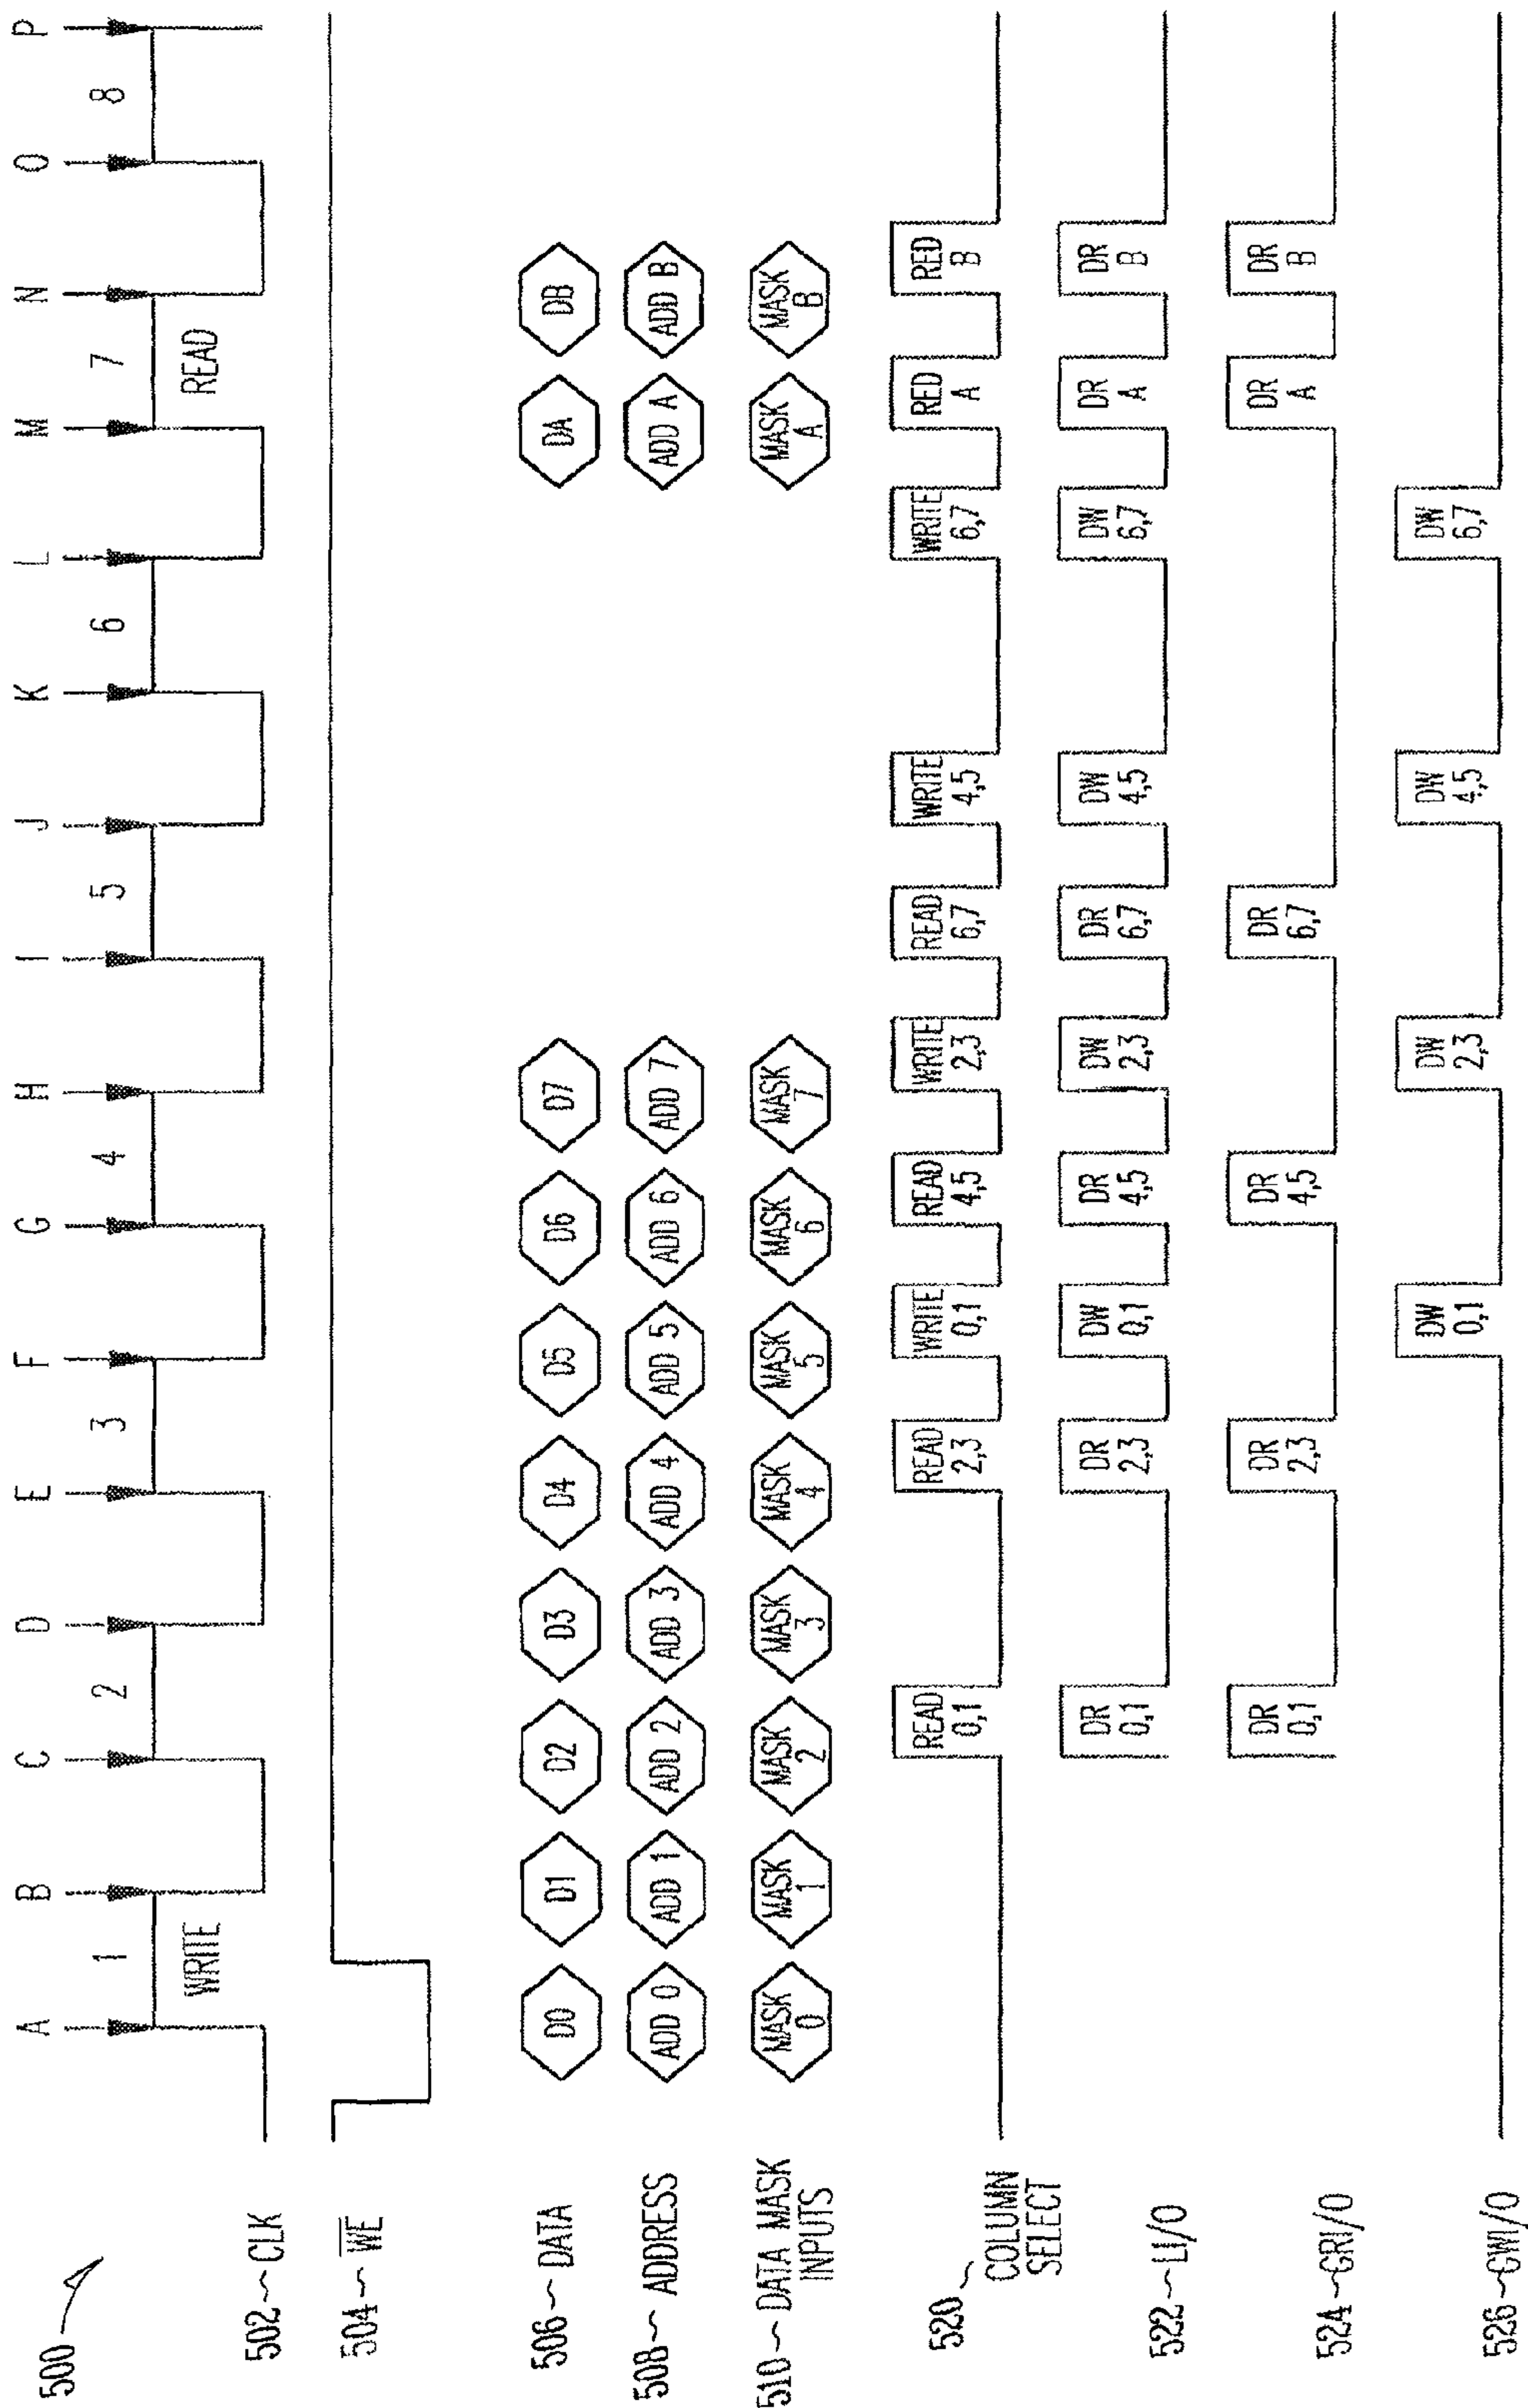 500
A B C D E F G H I J K L M N O P
502~CLK
1 2 3 4 5 6 7 8
WRITE READ
504~WE
506~DATA
D0 D1 D2 D3 D4 D5 D6 D7 DA DB
508~ADDRESS
ADD 0 ADD 1 ADD 2 ADD 3 ADD 4 ADD 5 ADD 6 ADD 7 ADD A ADD B
510~DATA MASK
INPUTS
MASK MASK MASK MASK MASK MASK MASK MASK MASK MASK
0 1 2 3 4 5 6 7 A B
520~
COLUMN
SELECT
READ READ WRITE READ WRITE READ WRITE WRITE RED RED
0,1 2,3 0,1 4,5 2,3 6,7 4,5 6,7 A B
522~LI/O
DR DR DW DR DW DR DW DW DR DR
0,1 2,3 0,1 4,5 2,3 6,7 4,5 6,7 A B
524~GRI/O
DR DR DR DR DR DR
0,1 2,3 4,5 6,7 A B
526~GWI/O
DW DW DW DW
0,1 2,3 4,5 6,7